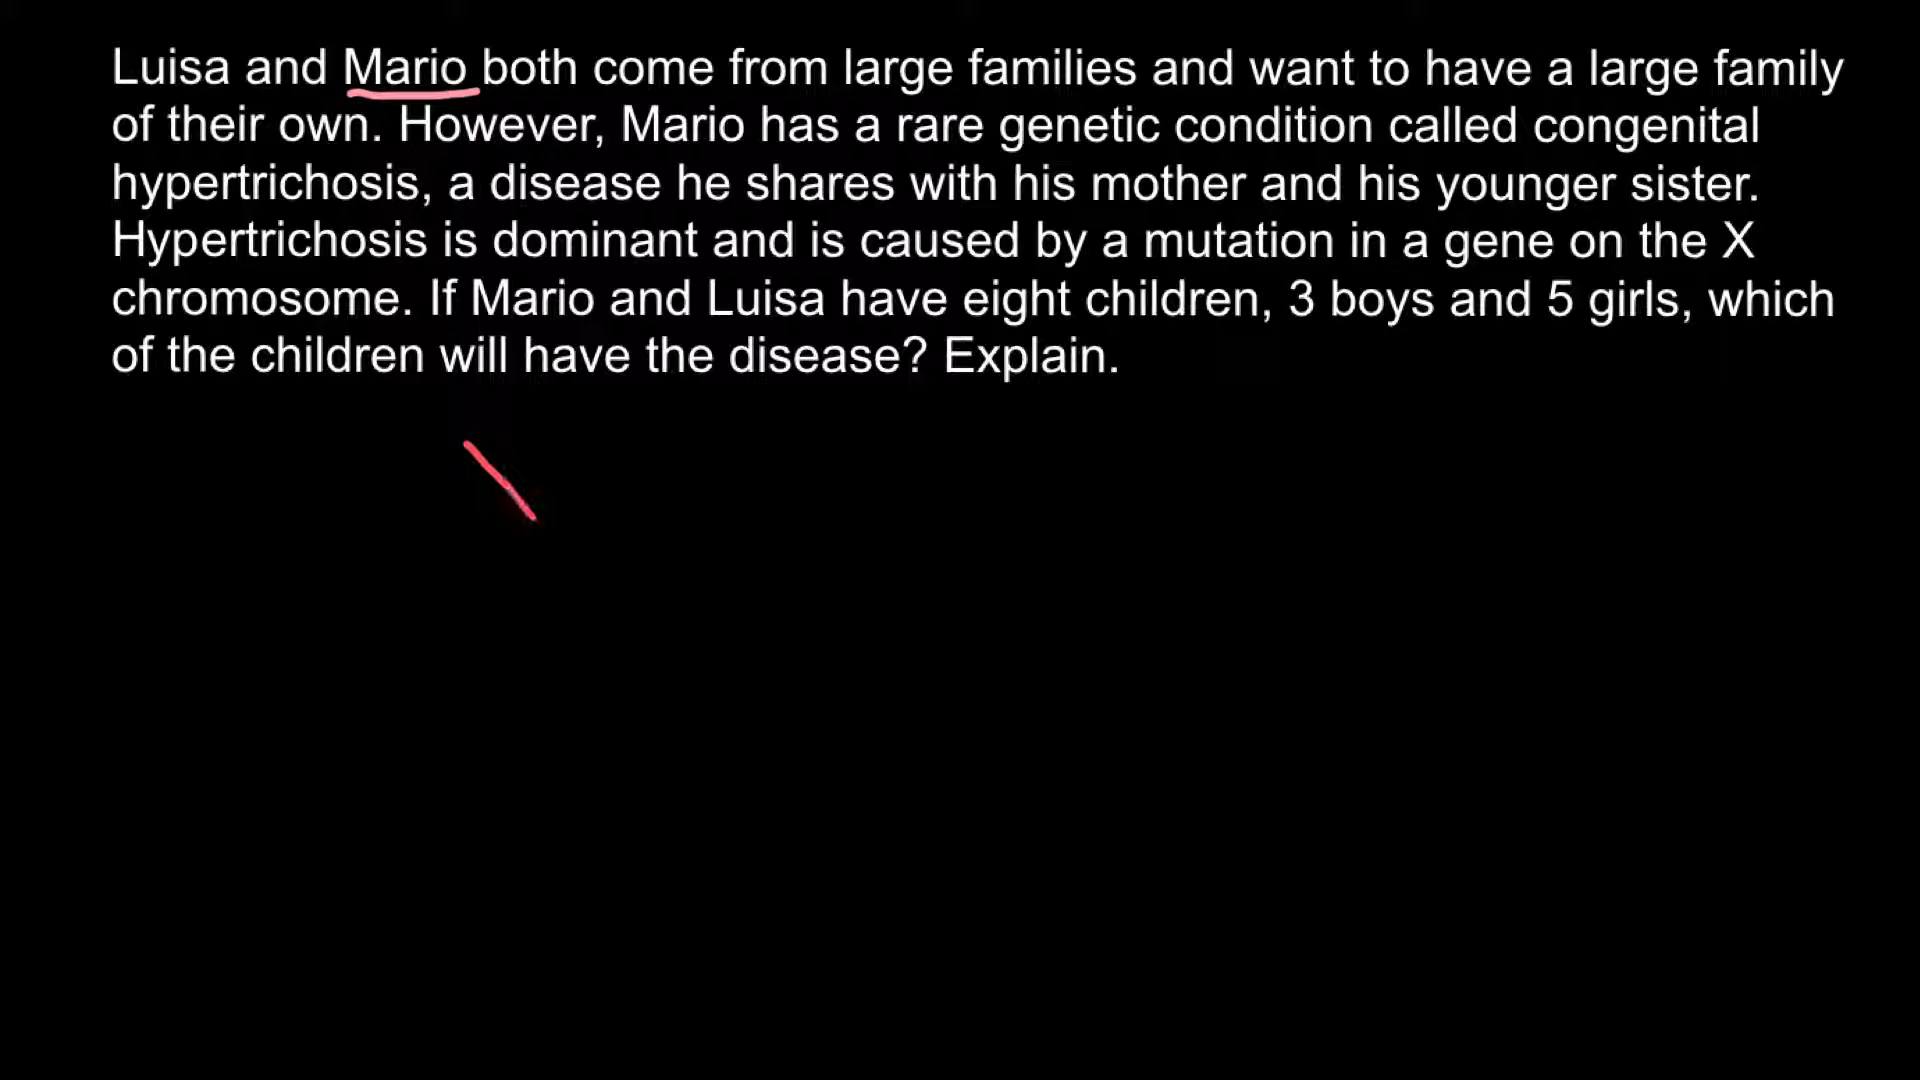 Luisa and Mario both come from large families and want to have a large family
of their own. However, Mario has a rare genetic condition called congenital
hypertrichosis, a disease he shares with his mother and his younger sister.
Hypertrichosis is dominant and is caused by a mutation in a gene on the X
chromosome. If Mario and Luisa have eight children, 3 boys and 5 girls, which
of the children will have the disease? Explain.